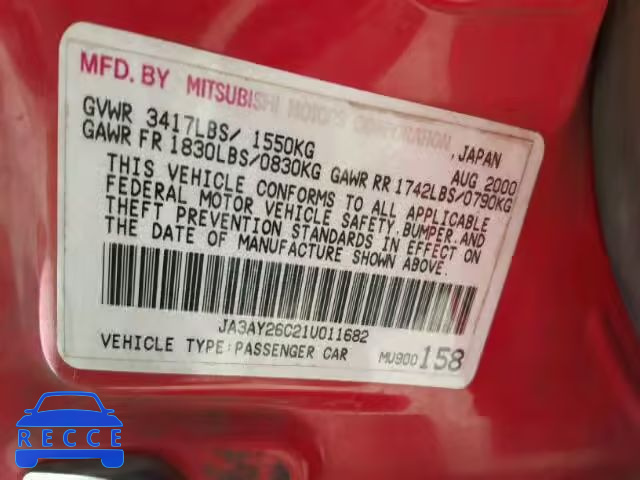 MFD. BY MITSUBISHI MOTORS CORPORATION, JAPAN
GVWR 3417LBS/ 1550KG AUG 2000
GAWR FR 1830LBS/0830KG GAWR RR 1742LBS/0790KG
THIS VEHICLE CONFORMS TO ALL APPLICABLE
FEDERAL MOTOR VEHICLE SAFETY,BUMPER,AND
THEFT PREVENTION STANDARDS IN EFFECT ON
THE DATE OF MANUFACTURE SHOWN ABOVE.
JA3AY26C21U011682
VEHICLE TYPE:PASSENGER CAR MU900158
RECCE